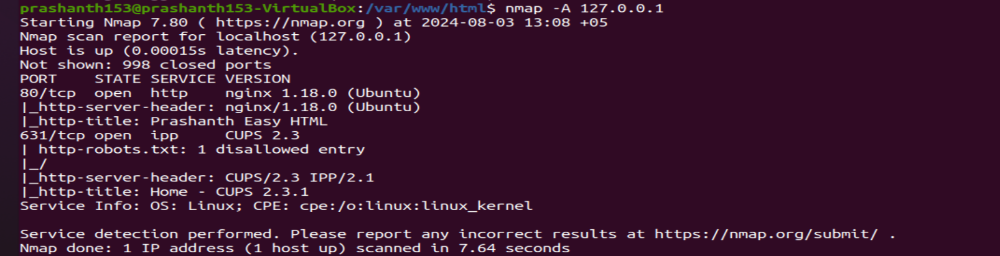 prashanth153@prashanth153-VirtualBox:/var/www/html$ nmap -A 127.0.0.1
Starting Nmap 7.80 ( https://nmap.org ) at 2024-08-03 13:08 +05
Nmap scan report for localhost (127.0.0.1)
Host is up (0.00015s latency).
Not shown: 998 closed ports
PORT    STATE SERVICE VERSION
80/tcp  open  http    nginx 1.18.0 (Ubuntu)
|_http-server-header: nginx/1.18.0 (Ubuntu)
|_http-title: Prashanth Easy HTML
631/tcp open  ipp     CUPS 2.3
| http-robots.txt: 1 disallowed entry
|_/
|_http-server-header: CUPS/2.3 IPP/2.1
|_http-title: Home - CUPS 2.3.1
Service Info: OS: Linux; CPE: cpe:/o:linux:linux_kernel

Service detection performed. Please report any incorrect results at https://nmap.org/submit/ .
Nmap done: 1 IP address (1 host up) scanned in 7.64 seconds